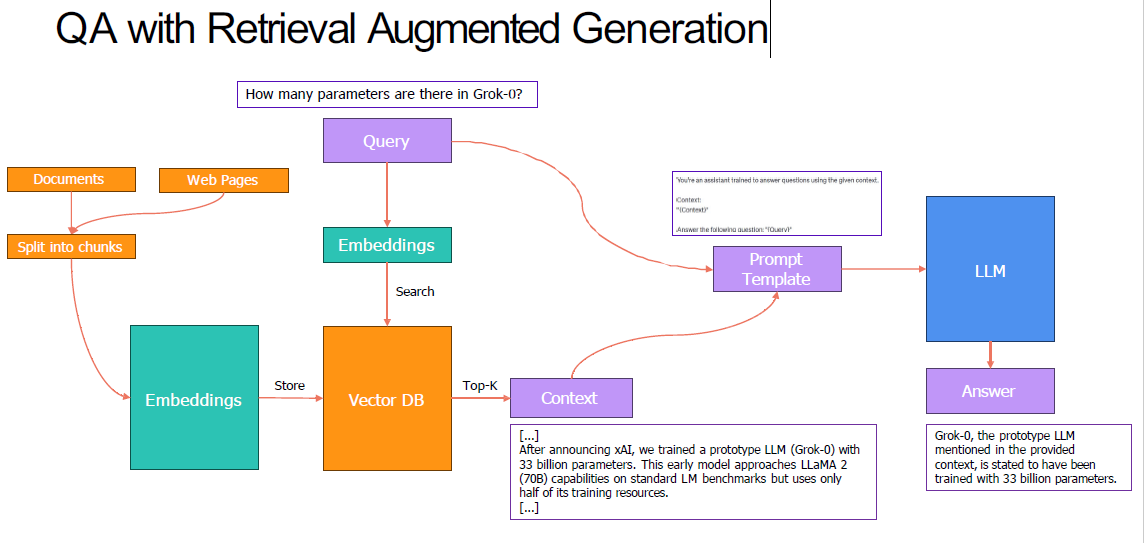 QA with Retrieval Augmented Generation
How many parameters are there in Grok-0?
Query
Documents
Web Pages
"You're an assistant trained to answer questions using the given context.
Context:
"{Context}"
Answer the following question: "{Query}"
Split into chunks
Embeddings
Prompt
Template
LLM
Search
Embeddings
Store
Vector DB
Top-K
Context
Answer
[...]
After announcing xAI, we trained a prototype LLM (Grok-0) with
33 billion parameters. This early model approaches LLaMA 2
(70B) capabilities on standard LM benchmarks but uses only
half of its training resources.
[...]
Grok-0, the prototype LLM
mentioned in the provided
context, is stated to have been
trained with 33 billion parameters.